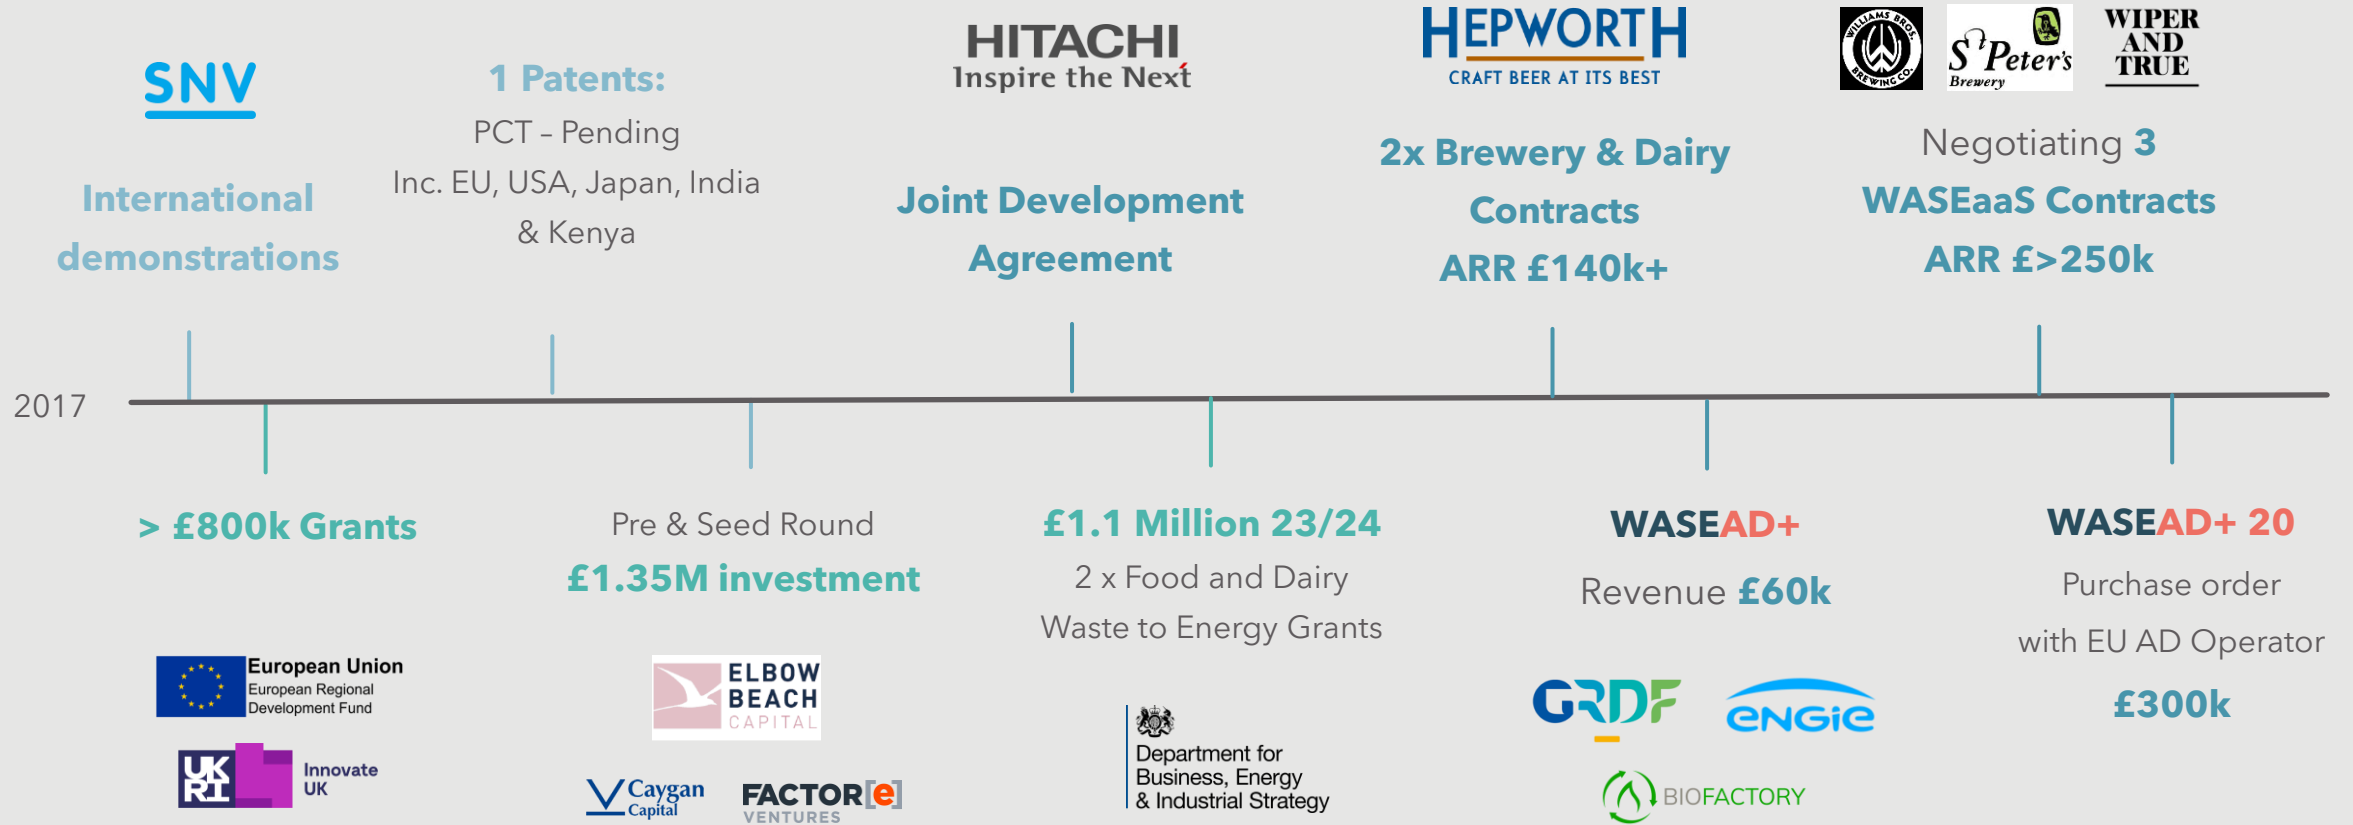 SNV
International
demonstrations
1 Patents:
PCT – Pending
Inc. EU, USA, Japan, India
& Kenya
HITACHI
Inspire the Next
Joint Development
Agreement
HEPWORTH
CRAFT BEER AT ITS BEST
2x Brewery & Dairy
Contracts
ARR £140k+
WILLIAMS BROS.
BREWING CO.
St Peter's
Brewery
WIPER
AND
TRUE
Negotiating 3
WASEaaS Contracts
ARR £>250k
2017
> £800k Grants
European Union
European Regional
Development Fund
UK
RI
Innovate
UK
Pre & Seed Round
£1.35M investment
ELBOW
BEACH
CAPITAL
Caygan
Capital
FACTOR[e]
VENTURES
£1.1 Million 23/24
2 x Food and Dairy
Waste to Energy Grants
Department for
Business, Energy
& Industrial Strategy
WASEAD+
Revenue £60k
GRDF
ENGIE
BIOFACTORY
WASEAD+ 20
Purchase order
with EU AD Operator
£300k